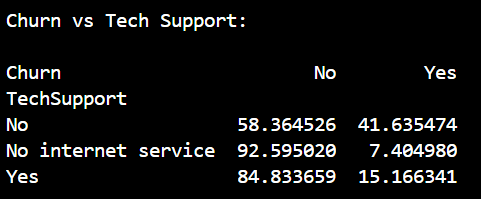 Churn vs Tech Support:
Churn No Yes
TechSupport
No 58.364526 41.635474
No internet service 92.595020 7.404980
Yes 84.833659 15.166341